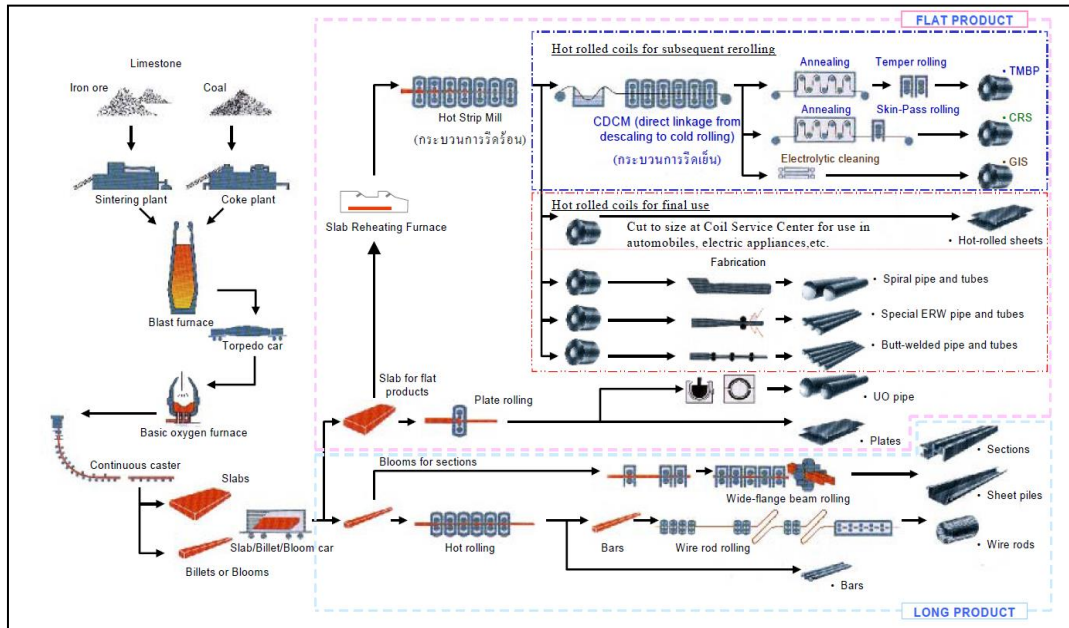 FLAT PRODUCT
Limestone
Iron ore
Coal
Sintering plant
Coke plant
Blast furnace
Torpedo car
Basic oxygen furnace
Continuous caster
Slabs
Billets or Blooms
Slab/Billet/Bloom car
Slab for flat
products
Slab Reheating Furnace
Hot Strip Mill
(กระบวนการรีดร้อน)
Hot rolled coils for subsequent rerolling
CDCM (direct linkage from
descaling to cold rolling)
(กระบวนการรีดเย็น)
Annealing
Temper rolling
• TMBP
Annealing
Skin-Pass rolling
• CRS
Electrolytic cleaning
• GIS
Hot rolled coils for final use
Cut to size at Coil Service Center for use in
automobiles, electric appliances,etc.
• Hot-rolled sheets
Fabrication
• Spiral pipe and tubes
• Special ERW pipe and tubes
• Butt-welded pipe and tubes
Plate rolling
• UO pipe
• Plates
Blooms for sections
Wide-flange beam rolling
• Sections
• Sheet piles
Hot rolling
Bars
Wire rod rolling
• Wire rods
• Bars
LONG PRODUCT